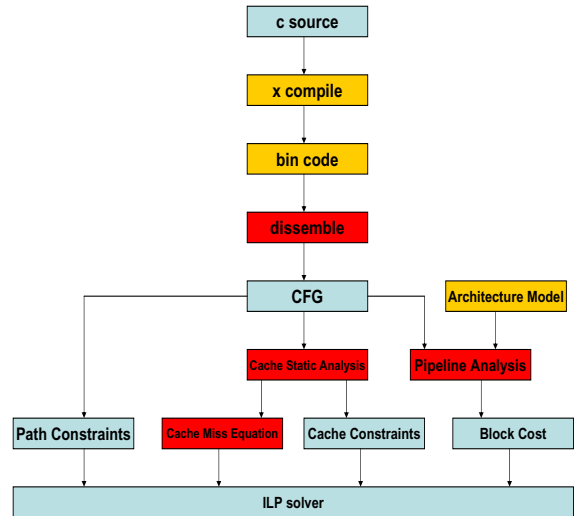 c source
x compile
bin code
dissemble
CFG
Architecture Model
Cache Static Analysis
Pipeline Analysis
Path Constraints
Cache Miss Equation
Cache Constraints
Block Cost
ILP solver